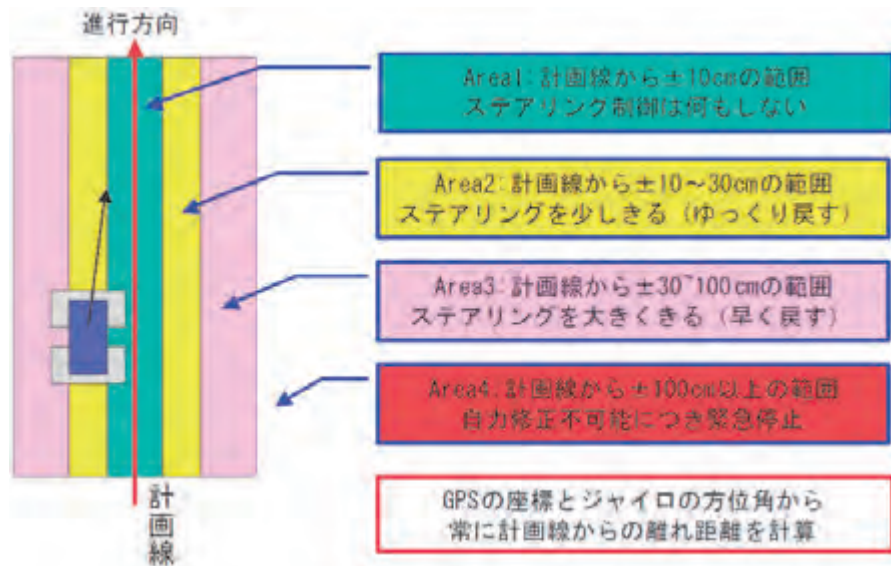 進行方向
Area1:計画線から±10cmの範囲
ステアリング制御は何もしない
Area2:計画線から±10～30cmの範囲
ステアリングを少しきる（ゆっくり戻す）
Area3:計画線から±30~100cmの範囲
ステアリングを大きくきる（早く戻す）
Area4:計画線から±100cm以上の範囲
自力修正不可能につき緊急停止
GPSの座標とジャイロの方位角から
常に計画線からの離れ距離を計算
計画線